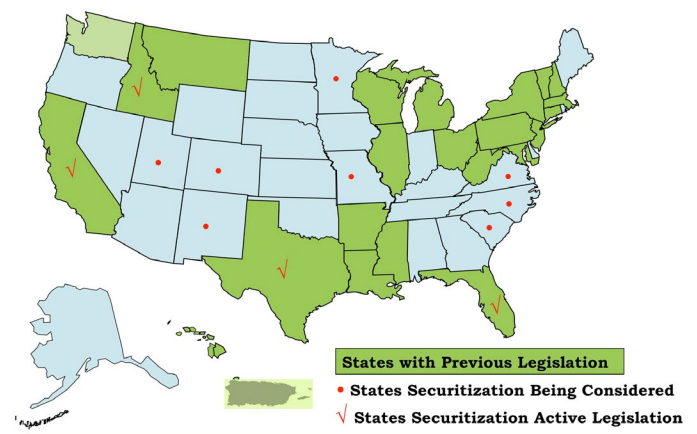 States with Previous Legislation
States Securitization Being Considered
√ States Securitization Active Legislation